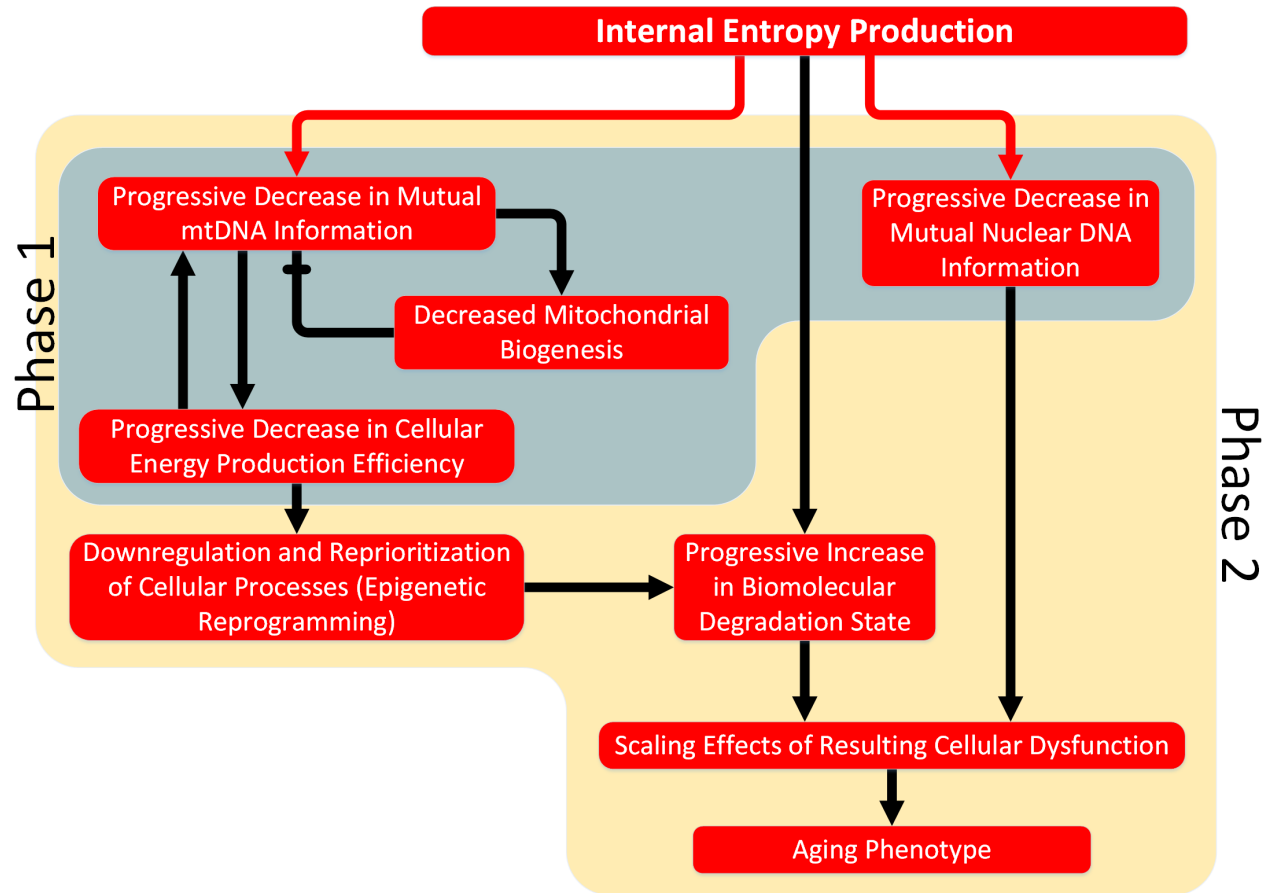 Internal Entropy Production
Phase 1
Progressive Decrease in Mutual
mtDNA Information
Progressive Decrease in
Mutual Nuclear DNA
Information
Decreased Mitochondrial
Biogenesis
Progressive Decrease in Cellular
Energy Production Efficiency
Phase 2
Downregulation and Reprioritization
of Cellular Processes (Epigenetic
Reprogramming)
Progressive Increase
in Biomolecular
Degradation State
Scaling Effects of Resulting Cellular Dysfunction
Aging Phenotype